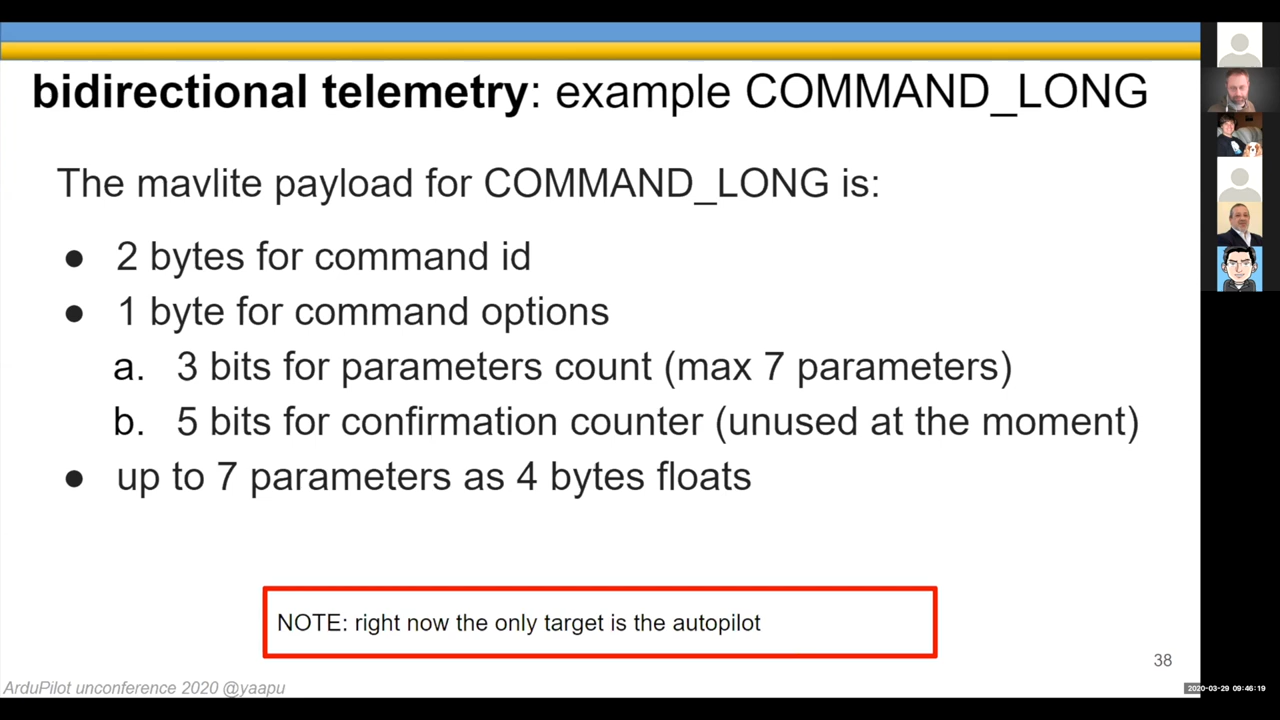 bidirectional telemetry: example COMMAND_LONG
The mavlite payload for COMMAND_LONG is:
● 2 bytes for command id
● 1 byte for command options
a. 3 bits for parameters count (max 7 parameters)
b. 5 bits for confirmation counter (unused at the moment)
● up to 7 parameters as 4 bytes floats
NOTE: right now the only target is the autopilot
38
ArduPilot unconference 2020 @yaapu
2020-03-29 09:46:19